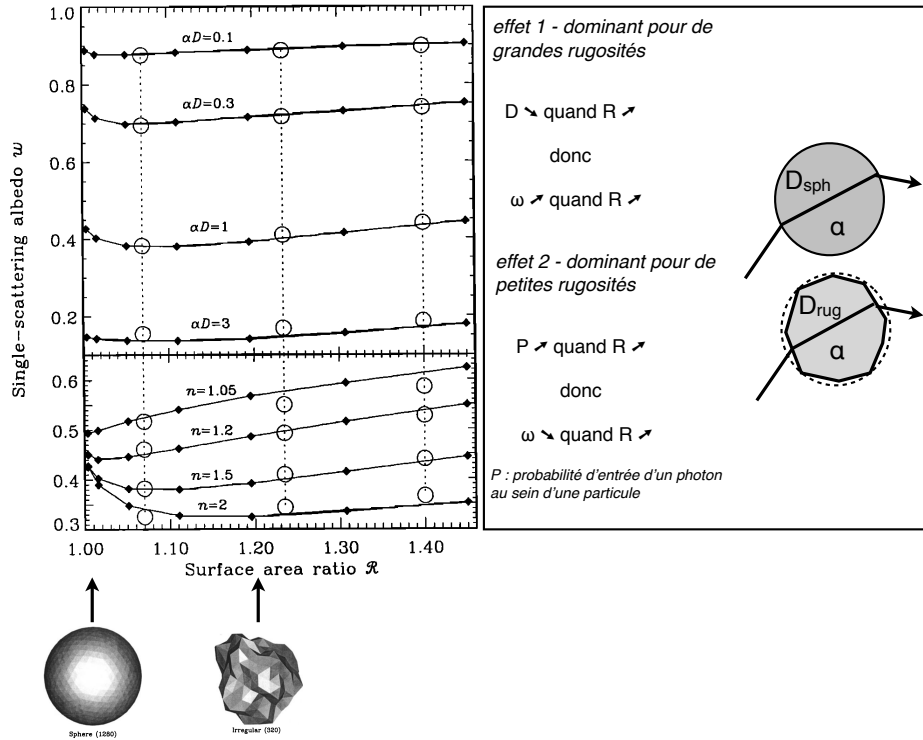 1.0
0.9
0.8
0.7
0.6
0.4
0.2
Single-scattering albedo w
αD=0.1
αD=0.3
αD=1
αD=3
0.6
0.5
0.4
0.3
n=1.05
n=1.2
n=1.5
n=2
1.00 1.10 1.20 1.30 1.40
Surface area ratio ℛ
Sphere (1280)
Irregular (320)
effet 1 - dominant pour de
grandes rugosités
D ➘ quand R ➚
donc
ω ➚ quand R ➚
effet 2 - dominant pour de
petites rugosités
P ➚ quand R ➚
donc
ω ➘ quand R ➚
P : probabilité d'entrée d'un photon
au sein d'une particule
Dsph
α
Drug
α